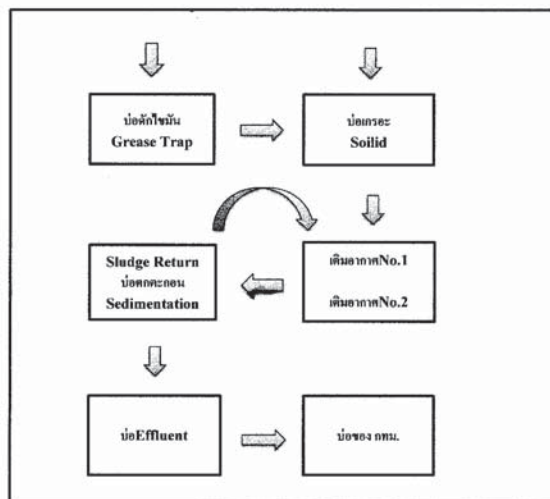 บ่อดักไขมัน
Grease Trap
บ่อเกรอะ
Soilid
Sludge Return
บ่อตกตะกอน
Sedimentation
เติมอากาศNo.1
เติมอากาศNo.2
บ่อEffluent
บ่อของ กทม.